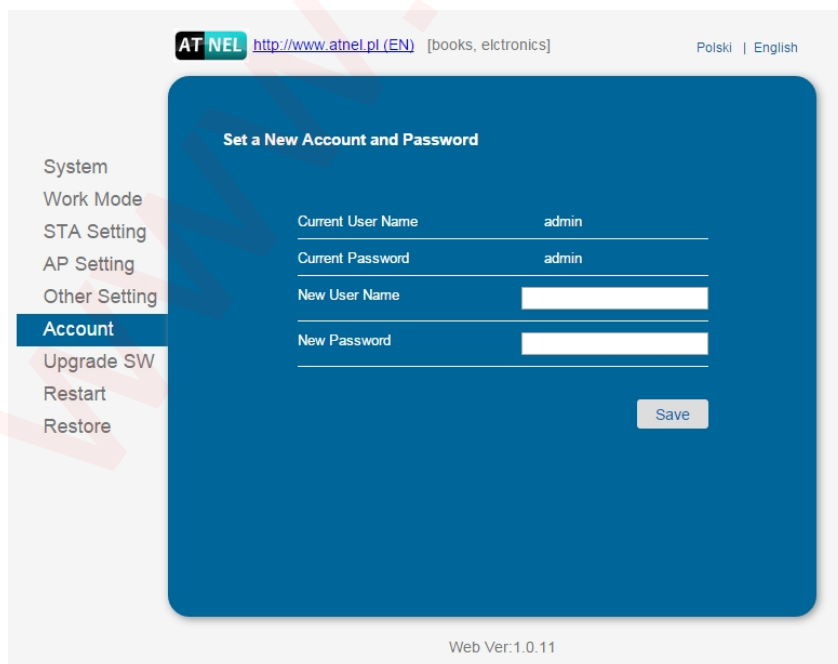 AT NEL http://www.atnel.pl (EN) [books, elctronics] Polski | English
Set a New Account and Password
System
Work Mode
STA Setting
AP Setting
Other Setting
Account
Upgrade SW
Restart
Restore
Current User Name admin
Current Password admin
New User Name
New Password
Save
Web Ver:1.0.11
www.